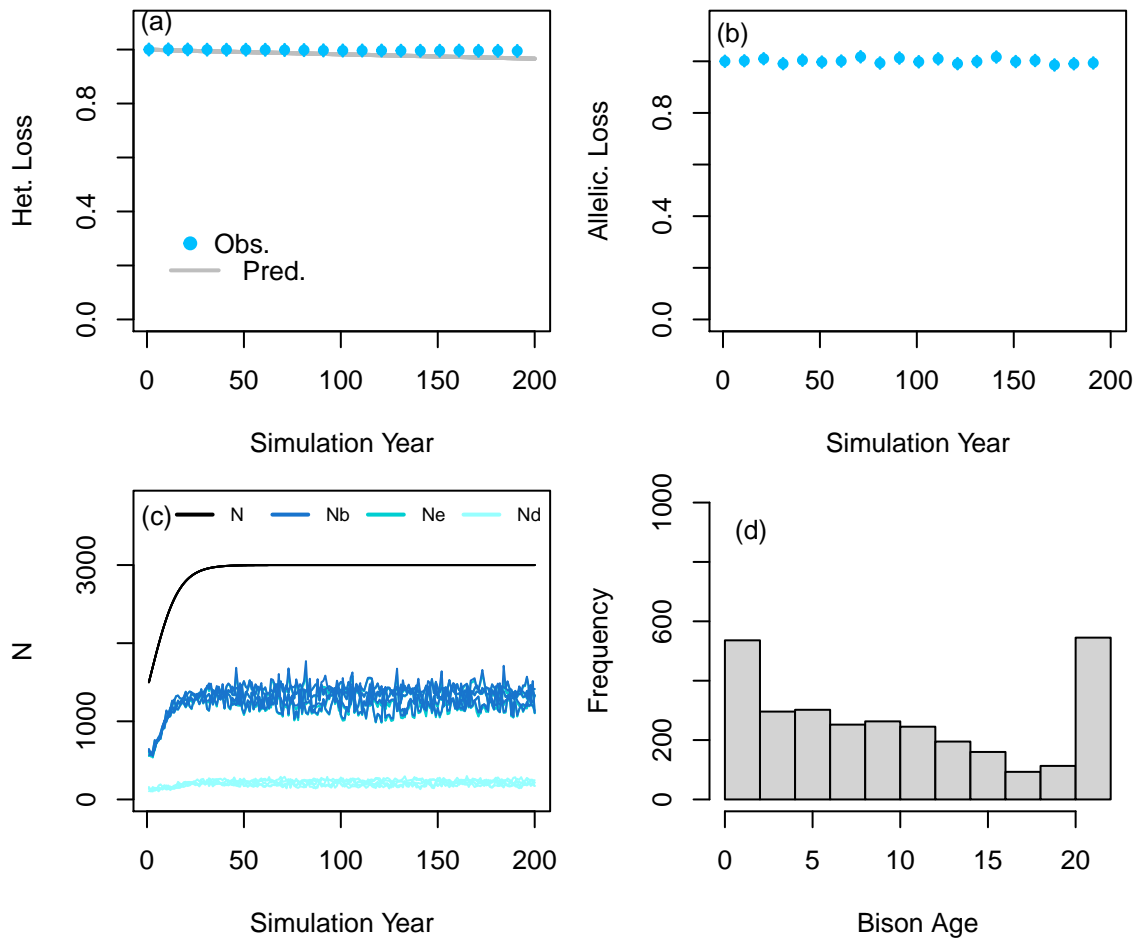 (a)
Het. Loss
0.0 0.4 0.8
Obs.
Pred.
0 50 100 150 200
Simulation Year
(b)
Allelic. Loss
0.0 0.4 0.8
0 50 100 150 200
Simulation Year
(c) N Nb Ne Nd
N
0 1000 3000
0 50 100 150 200
Simulation Year
(d)
Frequency
0 200 600 1000
0 5 10 15 20
Bison Age